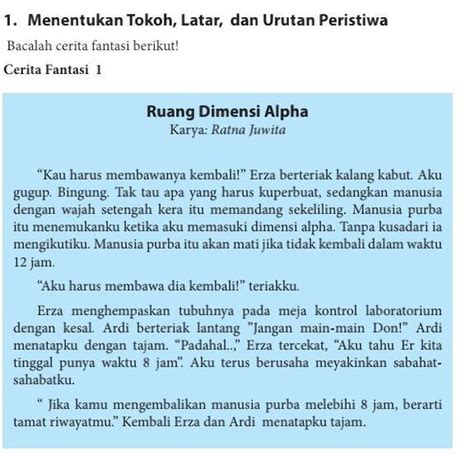 1. Menentukan Tokoh, Latar, dan Urutan Peristiwa
Bacalah cerita fantasi berikut!
Cerita Fantasi 1
Ruang Dimensi Alpha
Karya: Ratna Juwita
“Kau harus membawanya kembali!” Erza berteriak kalang kabut. Aku
gugup. Bingung. Tak tau apa yang harus kuperbuat, sedangkan manusia
dengan wajah setengah kera itu memandang sekeliling. Manusia purba
itu menemukanku ketika aku memasuki dimensi alpha. Tanpa kusadari ia
mengikutiku. Manusia purba itu akan mati jika tidak kembali dalam waktu
12 jam.
“Aku harus membawa dia kembali!” teriakku.
Erza menghempaskan tubuhnya pada meja kontrol laboratorium
dengan kesal. Ardi berteriak lantang ”Jangan main-main Don!” Ardi
menatapku dengan tajam. “Padahal..,” Erza tercekat, “Aku tahu Er kita
tinggal punya waktu 8 jam”. Aku terus berusaha meyakinkan sabahat-
sahabatku.
“ Jika kamu mengembalikan manusia purba melebihi 8 jam, berarti
tamat riwayatmu.” Kembali Erza dan Ardi menatapku tajam.